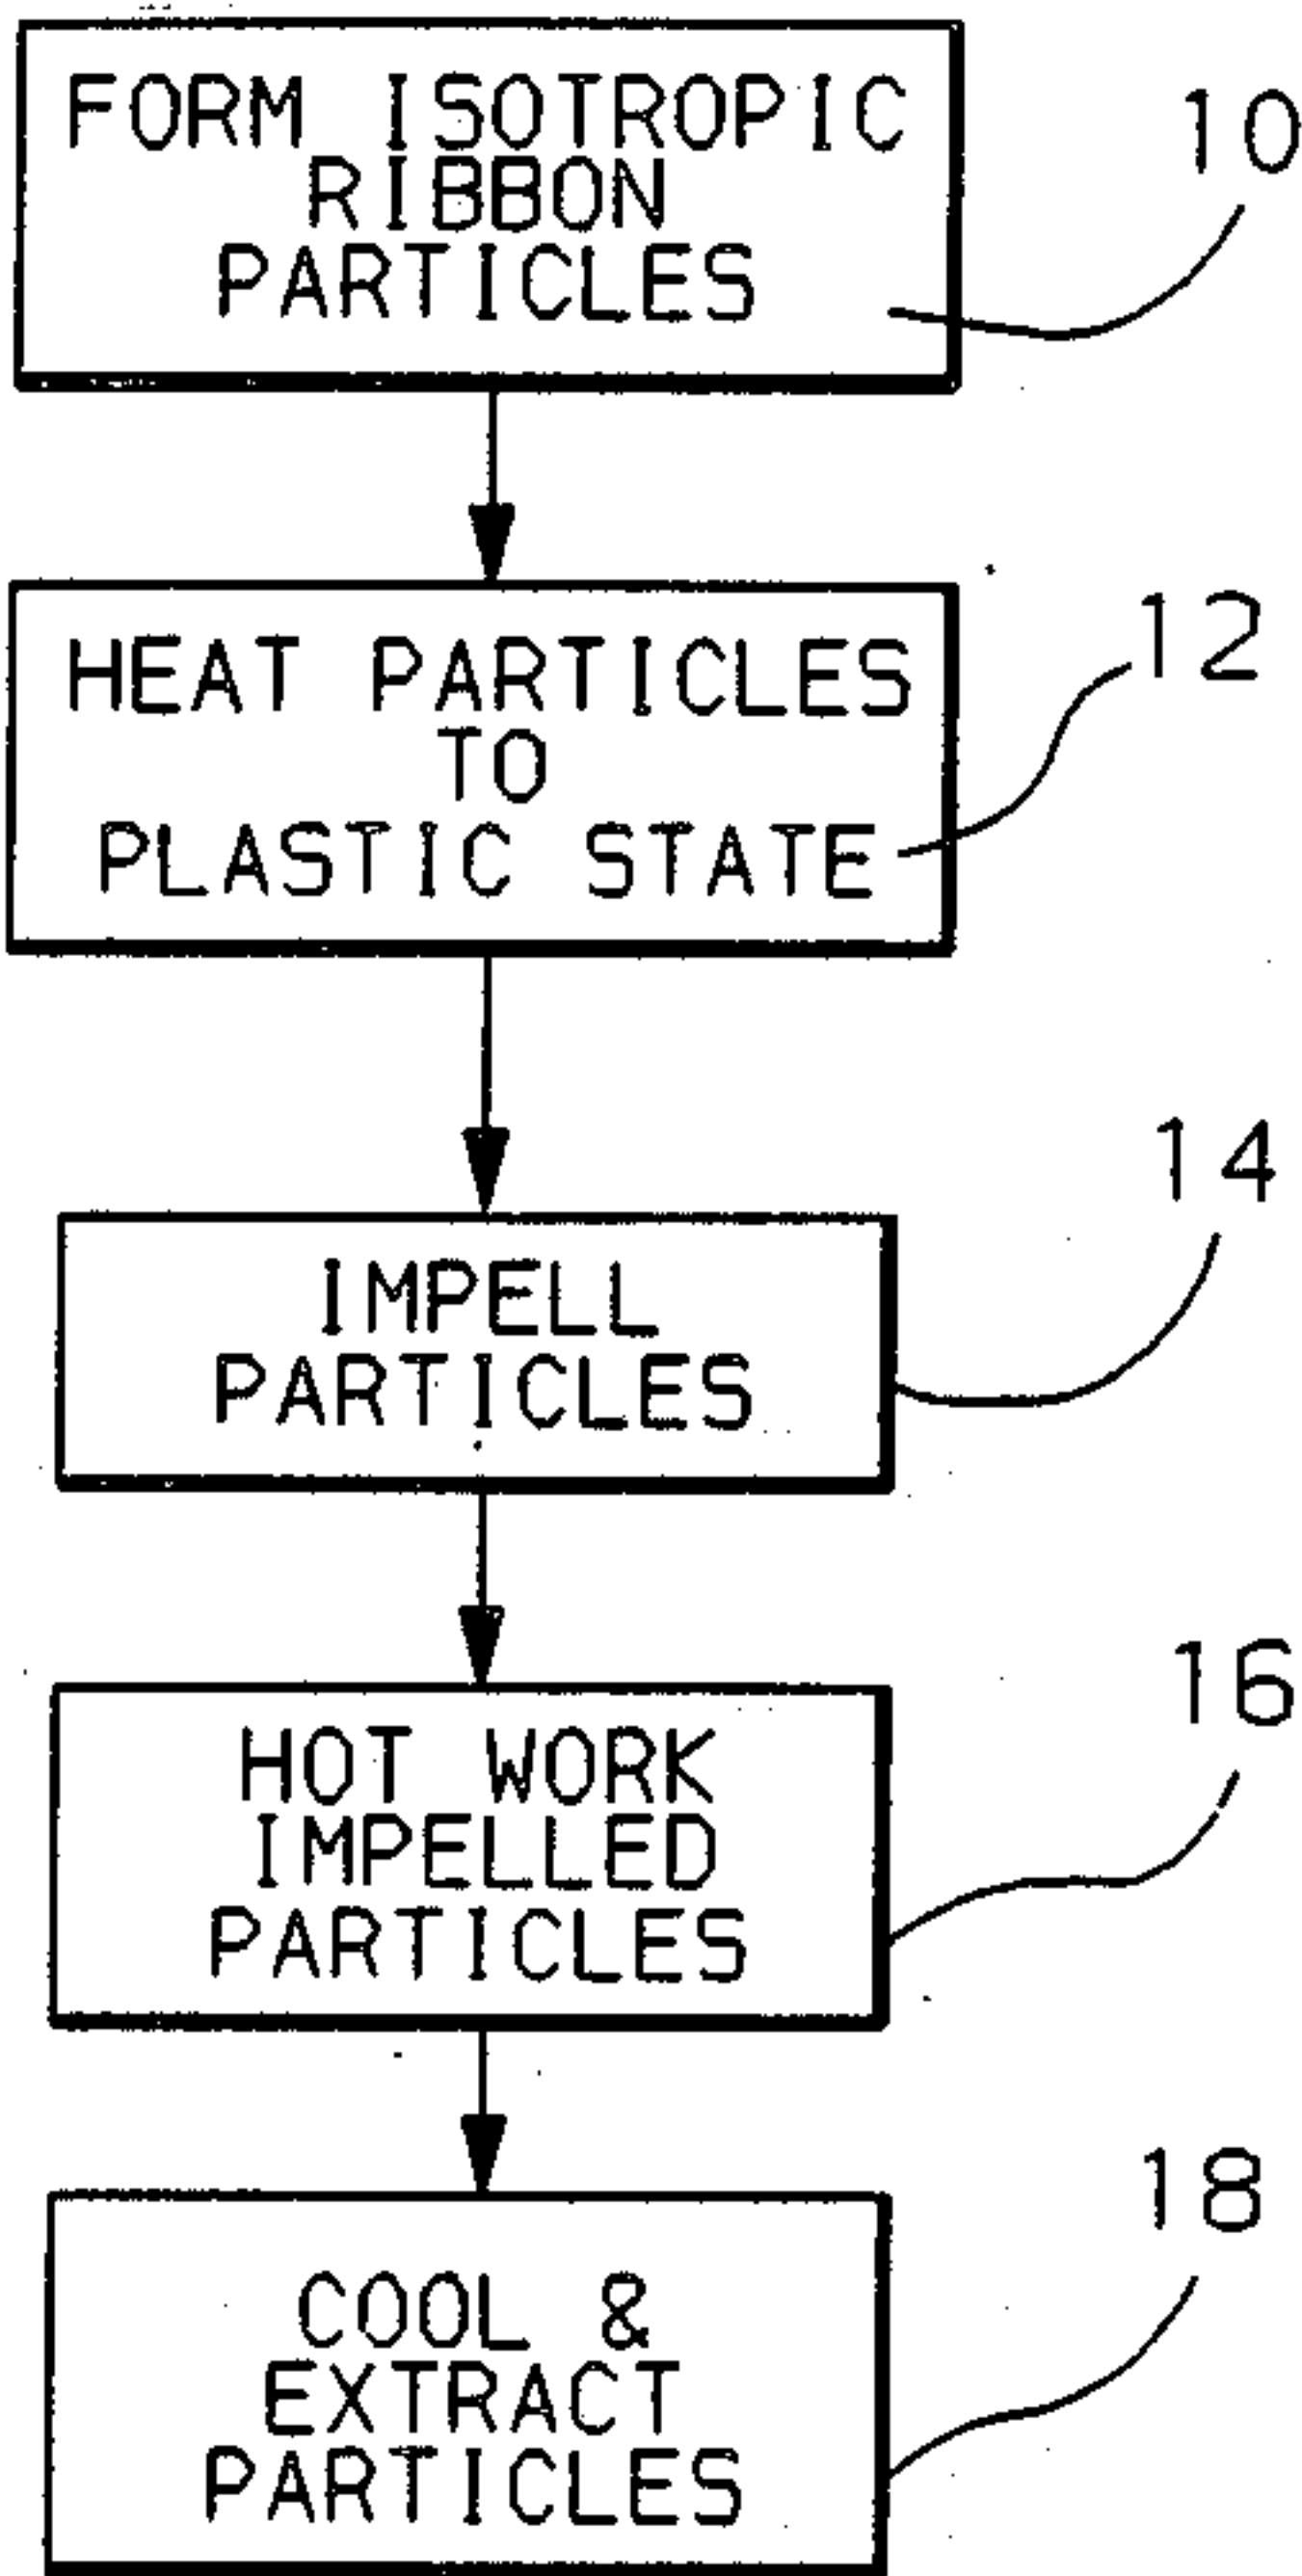 FORM ISOTROPIC
RIBBON
PARTICLES
10
HEAT PARTICLES
TO
PLASTIC STATE
12
IMPELL
PARTICLES
14
HOT WORK
IMPELLED
PARTICLES
16
COOL &
EXTRACT
PARTICLES
18